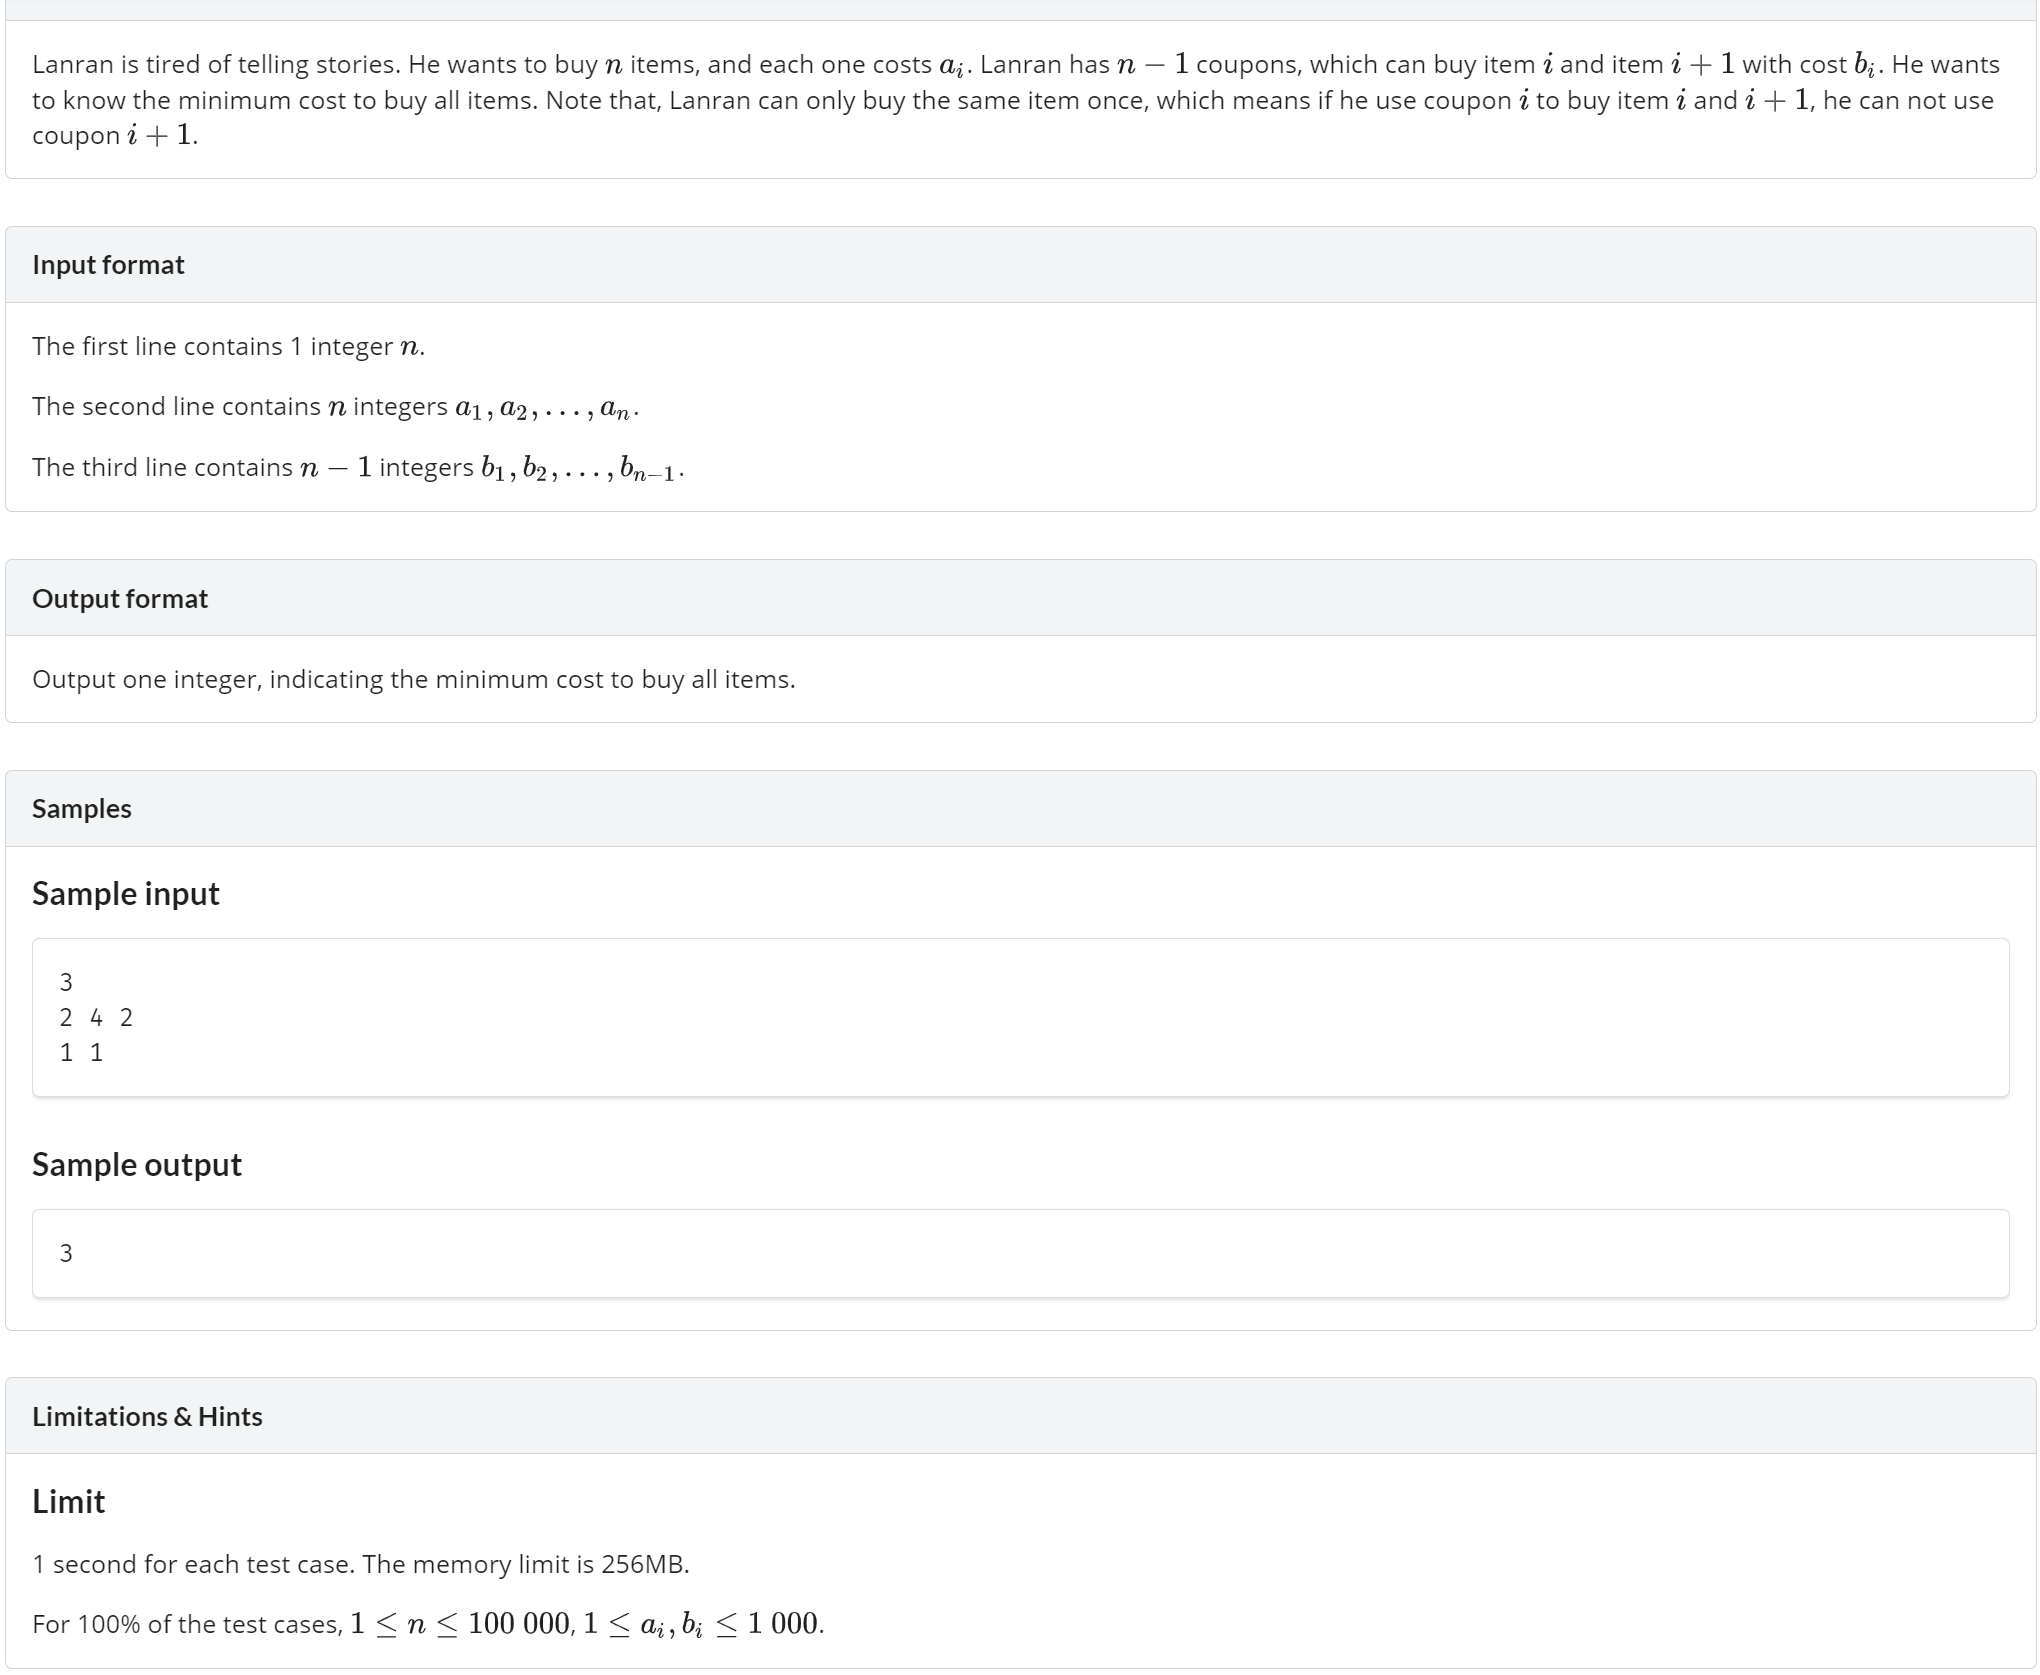 Lanran is tired of telling stories. He wants to buy n items, and each one costs a_i. Lanran has n − 1 coupons, which can buy item i and item i + 1 with cost b_i. He wants
to know the minimum cost to buy all items. Note that, Lanran can only buy the same item once, which means if he use coupon i to buy item i and i + 1, he can not use
coupon i + 1.
Input format
The first line contains 1 integer n.
The second line contains n integers a_1, a_2, . . . , a_n.
The third line contains n − 1 integers b_1, b_2, . . . , b_{n−1}.
Output format
Output one integer, indicating the minimum cost to buy all items.
Samples
Sample input
3
2 4 2
1 1
Sample output
3
Limitations & Hints
Limit
1 second for each test case. The memory limit is 256MB.
For 100% of the test cases, 1 ≤ n ≤ 100 000, 1 ≤ a_i, b_i ≤ 1 000.